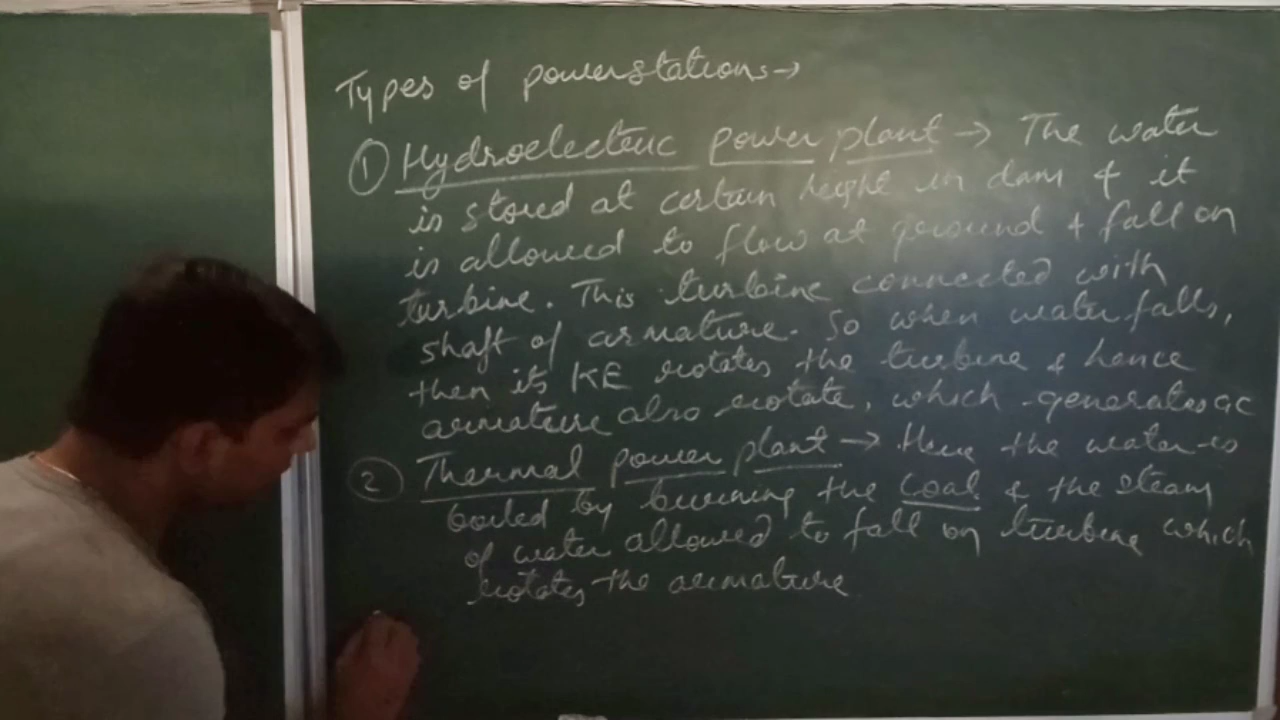 Types of powerstations→
① Hydroelectric power plant → The water
is stored at certain height in dam & it
is allowed to flow at ground & fall on
turbine. This turbine connected with
shaft of armature. So when water falls,
then its KE rotates the turbine & hence
armature also rotate, which generates ac
② Thermal power plant → Here the water is
boiled by burning the coal & the steam
of water allowed to fall on turbine which
rotates the armature